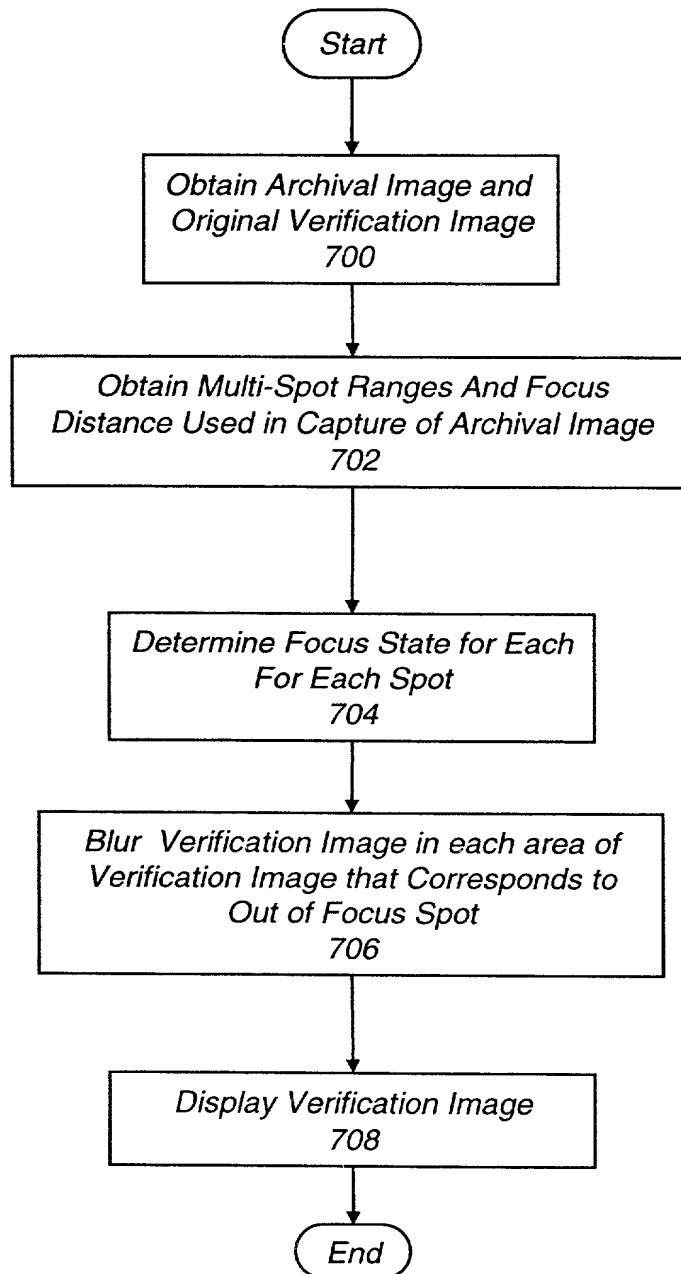 Start
Obtain Archival Image and
Original Verification Image
700
Obtain Multi-Spot Ranges And Focus
Distance Used in Capture of Archival Image
702
Determine Focus State for Each
For Each Spot
704
Blur Verification Image in each area of
Verification Image that Corresponds to
Out of Focus Spot
706
Display Verification Image
708
End